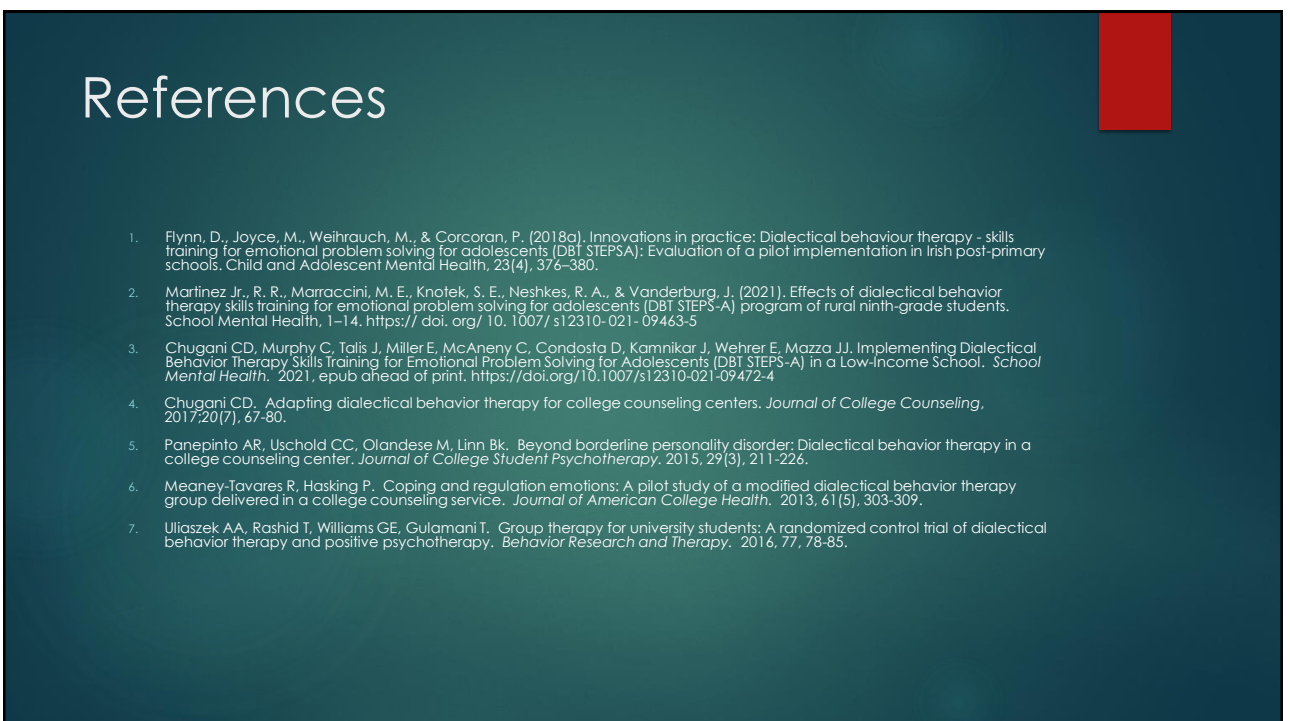 References
1. Flynn, D., Joyce, M., Weihrauch, M., & Corcoran, P. (2018a). Innovations in practice: Dialectical behaviour therapy - skills
training for emotional problem solving for adolescents (DBT STEPSA): Evaluation of a pilot implementation in Irish post-primary
schools. Child and Adolescent Mental Health, 23(4), 376–380.
2. Martinez Jr., R. R., Marraccini, M. E., Knotek, S. E., Neshkes, R. A., & Vanderburg, J. (2021). Effects of dialectical behavior
therapy skills training for emotional problem solving for adolescents (DBT STEPS-A) program of rural ninth-grade students.
School Mental Health, 1–14. https:// doi. org/ 10. 1007/ s12310- 021- 09463-5
3. Chugani CD, Murphy C, Talis J, Miller E, McAneny C, Condosta D, Kamnikar J, Wehrer E, Mazza JJ. Implementing Dialectical
Behavior Therapy Skills Training for Emotional Problem Solving for Adolescents (DBT STEPS-A) in a Low-Income School. School
Mental Health. 2021, epub ahead of print. https://doi.org/10.1007/s12310-021-09472-4
4. Chugani CD. Adapting dialectical behavior therapy for college counseling centers. Journal of College Counseling,
2017;20(7), 67-80.
5. Panepinto AR, Uschold CC, Olandese M, Linn Bk. Beyond borderline personality disorder: Dialectical behavior therapy in a
college counseling center. Journal of College Student Psychotherapy. 2015, 29(3), 211-226.
6. Meaney-Tavares R, Hasking P. Coping and regulation emotions: A pilot study of a modified dialectical behavior therapy
group delivered in a college counseling service. Journal of American College Health. 2013, 61(5), 303-309.
7. Uliaszek AA, Rashid T, Williams GE, Gulamani T. Group therapy for university students: A randomized control trial of dialectical
behavior therapy and positive psychotherapy. Behavior Research and Therapy. 2016, 77, 78-85.